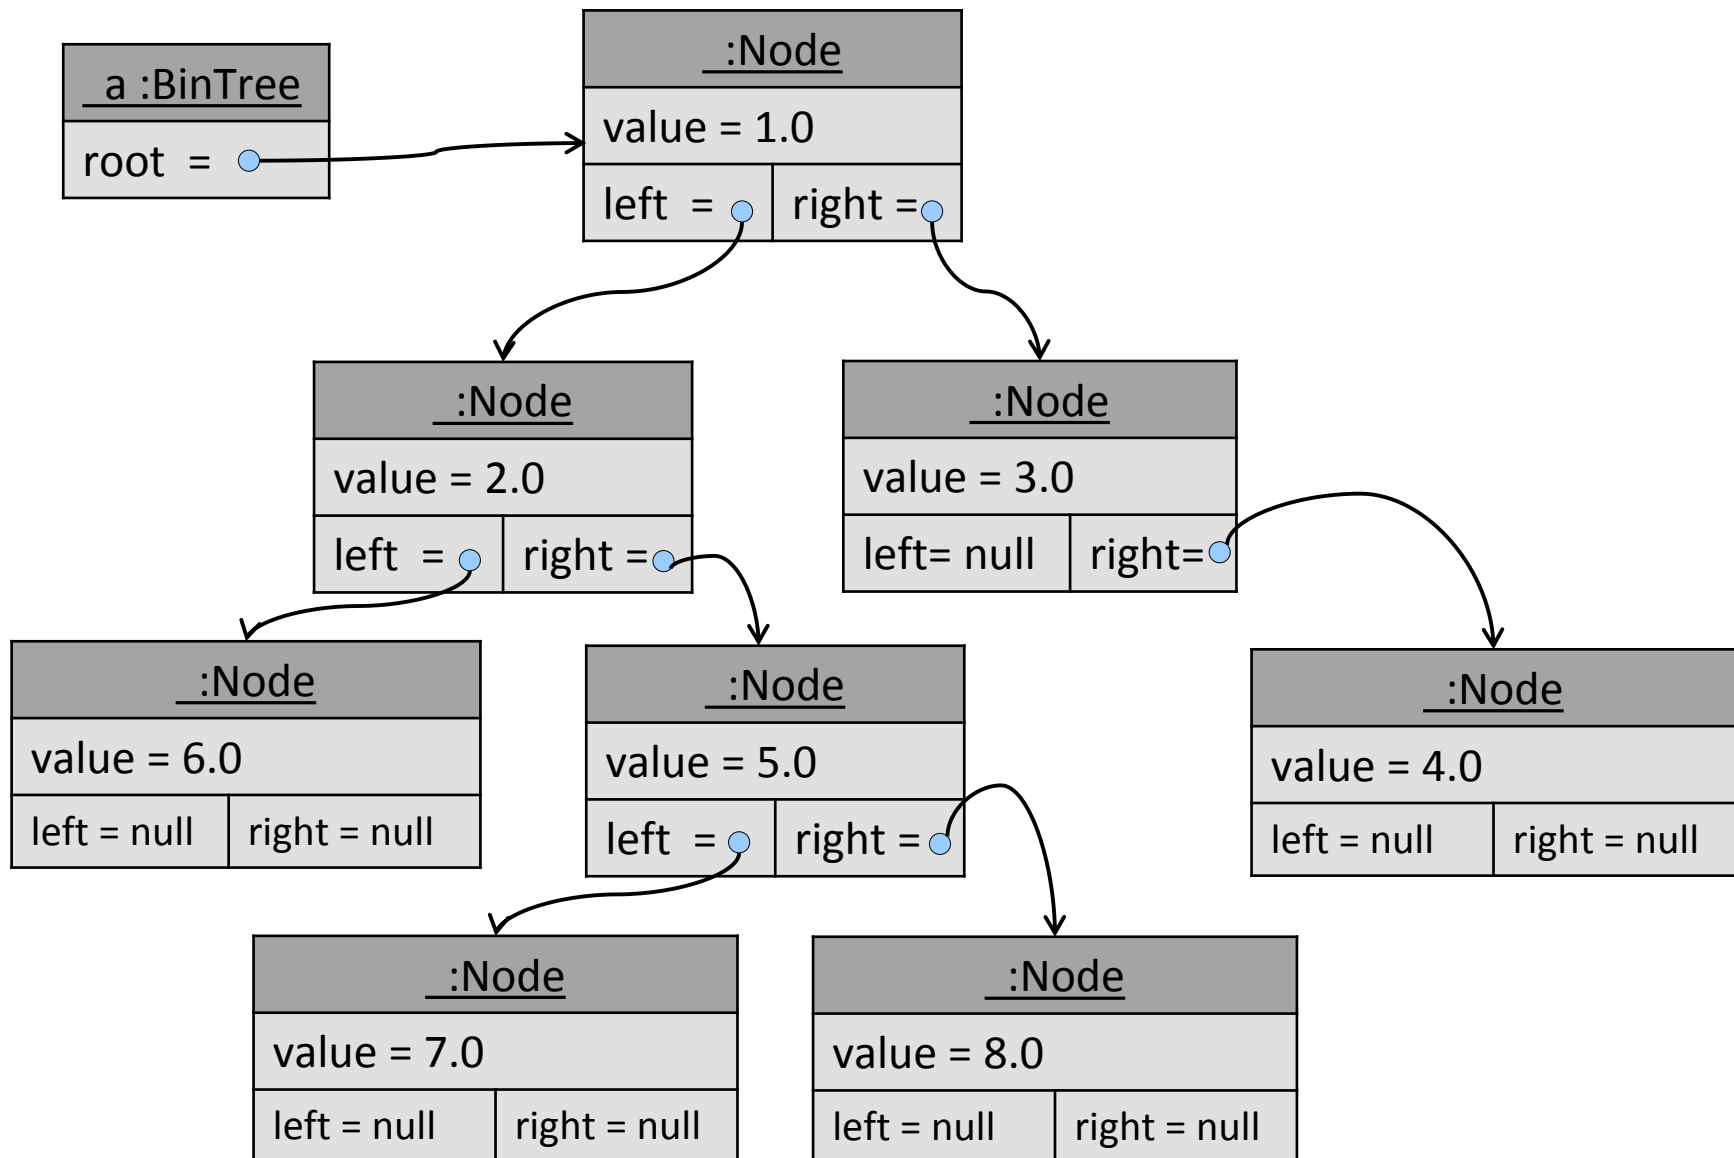 a :BinTree
root =
:Node
value = 1.0
left = right =
:Node
value = 2.0
left = right =
:Node
value = 3.0
left= null right=
:Node
value = 6.0
left = null right = null
:Node
value = 5.0
left = right =
:Node
value = 4.0
left = null right = null
:Node
value = 7.0
left = null right = null
:Node
value = 8.0
left = null right = null